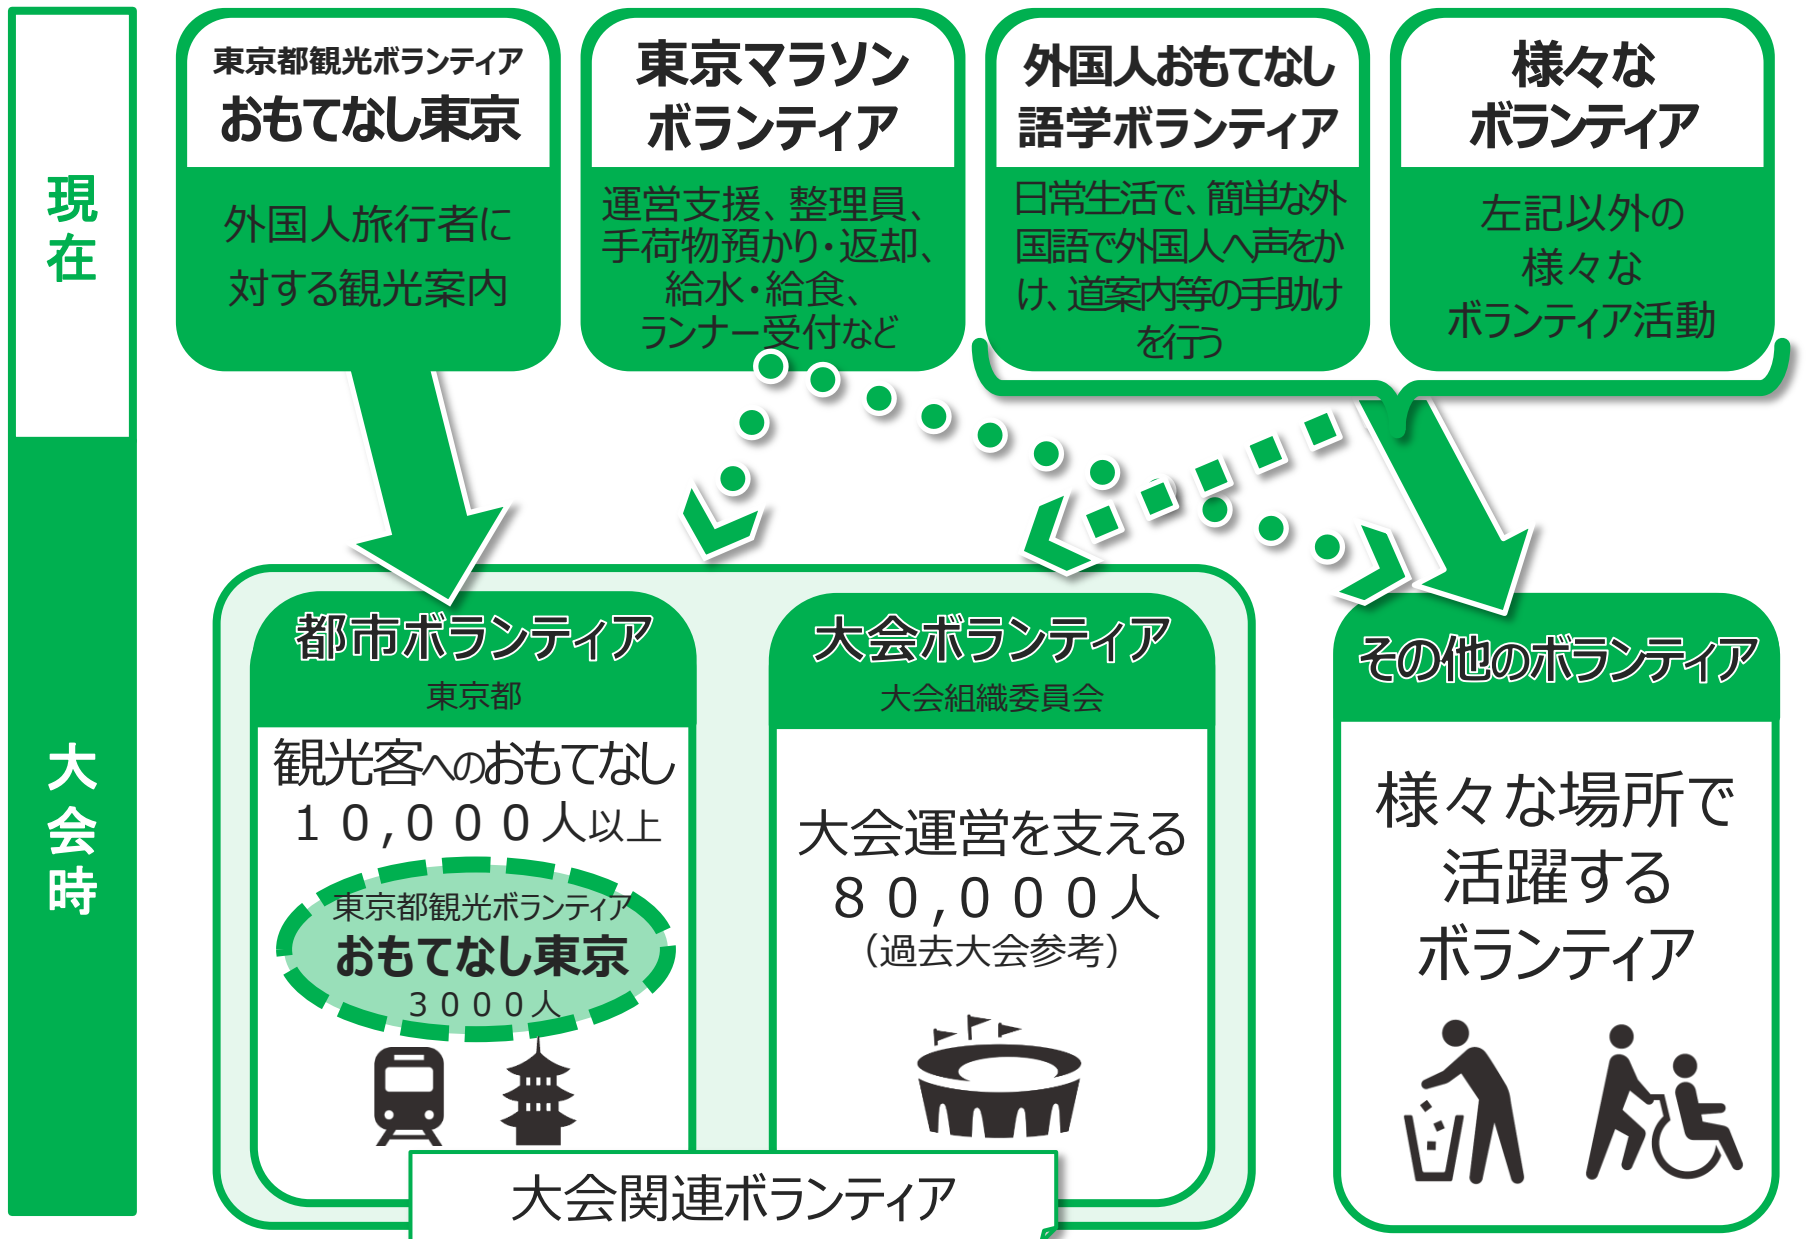 現在
東京都観光ボランティア
おもてなし東京
外国人旅行者に
対する観光案内
東京マラソン
ボランティア
運営支援、整理員、
手荷物預かり・返却、
給水・給食、
ランナー受付など
外国人おもてなし
語学ボランティア
日常生活で、簡単な外
国語で外国人へ声をか
け、道案内等の手助け
を行う
様々な
ボランティア
左記以外の
様々な
ボランティア活動
大会時
都市ボランティア
東京都
観光客へのおもてなし
１０,０００人以上
東京都観光ボランティア
おもてなし東京
３０００人
大会ボランティア
大会組織委員会
大会運営を支える
８０,０００人
（過去大会参考）
大会関連ボランティア
その他のボランティア
様々な場所で
活躍する
ボランティア